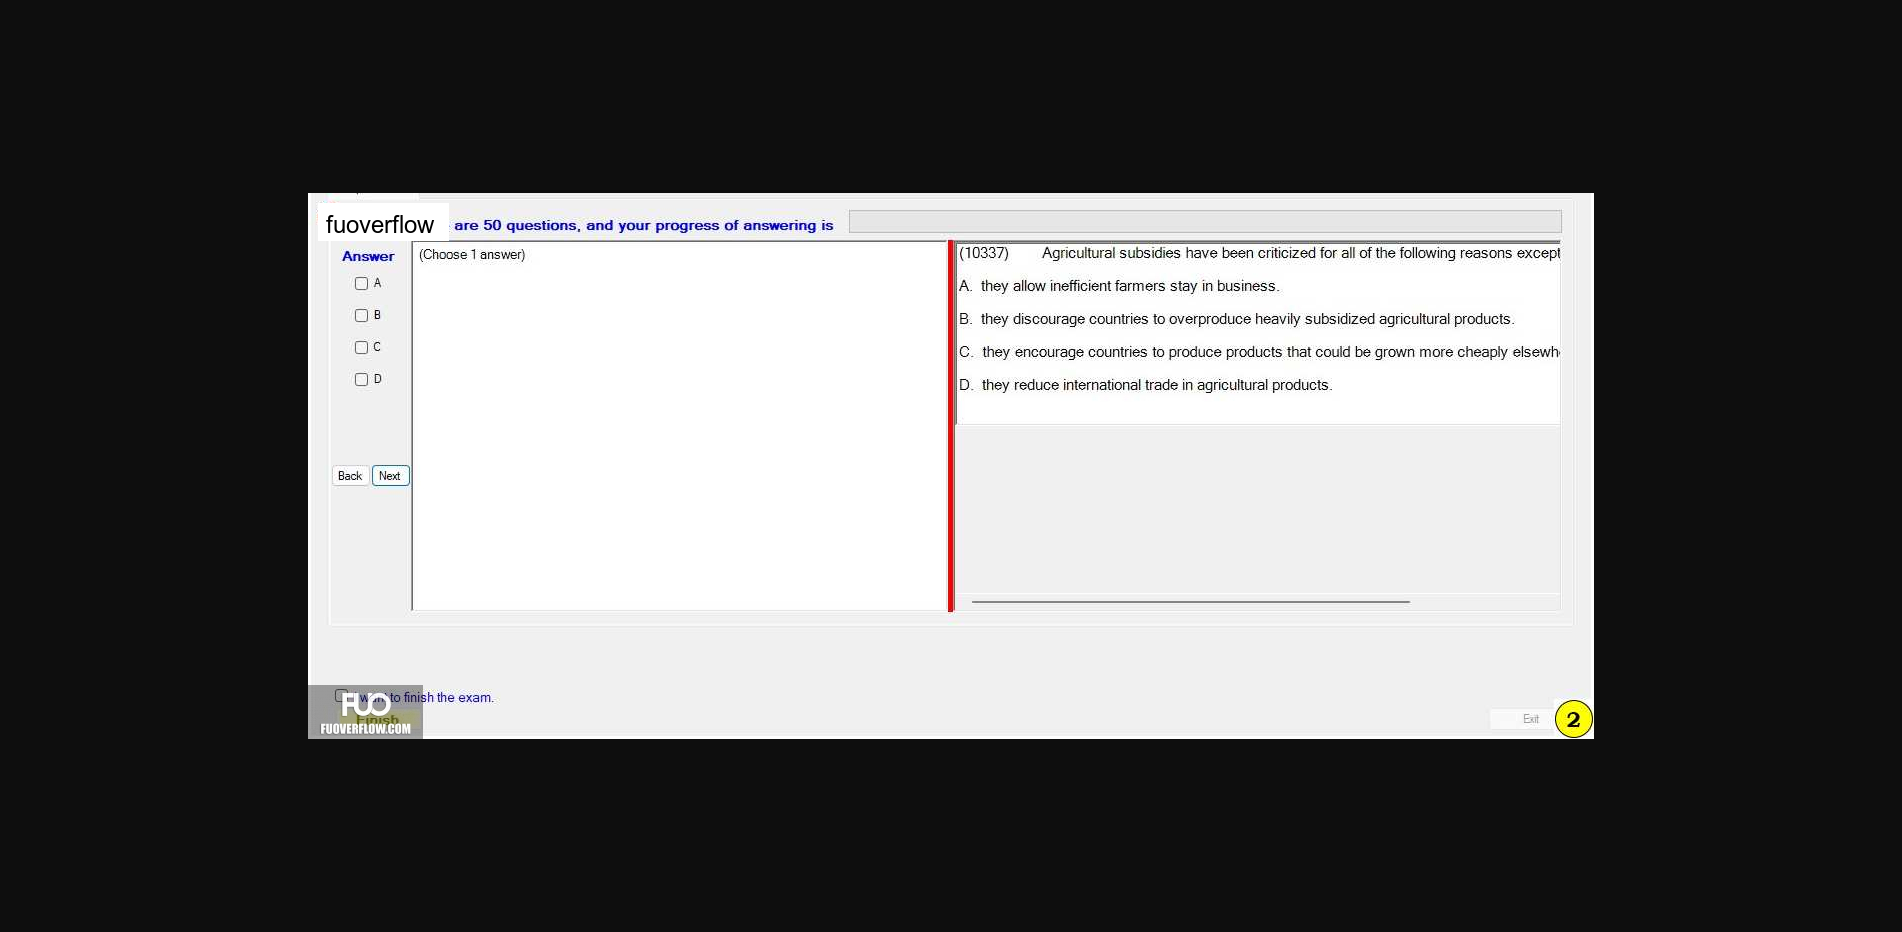 fuoverflow are 50 questions, and your progress of answering is
Answer
A
B
C
D
Back Next
(Choose 1 answer)
(10337) Agricultural subsidies have been criticized for all of the following reasons except
A. they allow inefficient farmers stay in business.
B. they discourage countries to overproduce heavily subsidized agricultural products.
C. they encourage countries to produce products that could be grown more cheaply
D. they reduce international trade in agricultural products.
want to finish the exam.
Finish
FUO
FUOVERFLOW.COM
Exit
2